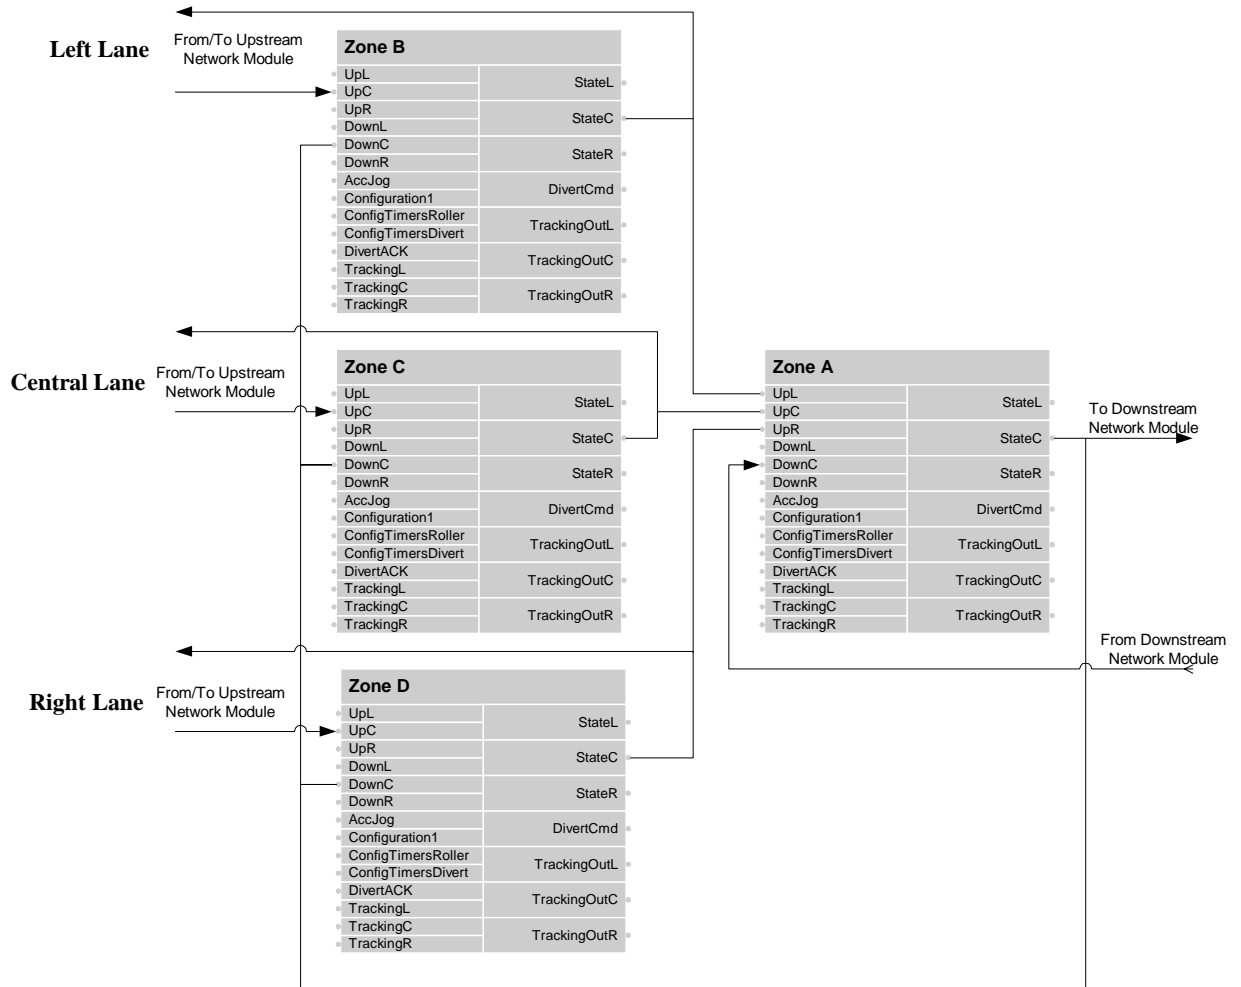 Left Lane
From/To Upstream
Network Module
Zone B
UpL
UpC
UpR
DownL
DownC
DownR
AccJog
Configuration1
ConfigTimersRoller
ConfigTimersDivert
DivertACK
TrackingL
TrackingC
TrackingR
StateL
StateC
StateR
DivertCmd
TrackingOutL
TrackingOutC
TrackingOutR
Central Lane
From/To Upstream
Network Module
Zone C
UpL
UpC
UpR
DownL
DownC
DownR
AccJog
Configuration1
ConfigTimersRoller
ConfigTimersDivert
DivertACK
TrackingL
TrackingC
TrackingR
StateL
StateC
StateR
DivertCmd
TrackingOutL
TrackingOutC
TrackingOutR
Zone A
UpL
UpC
UpR
DownL
DownC
DownR
AccJog
Configuration1
ConfigTimersRoller
ConfigTimersDivert
DivertACK
TrackingL
TrackingC
TrackingR
StateL
StateC
StateR
DivertCmd
TrackingOutL
TrackingOutC
TrackingOutR
To Downstream
Network Module
From Downstream
Network Module
Right Lane
From/To Upstream
Network Module
Zone D
UpL
UpC
UpR
DownL
DownC
DownR
AccJog
Configuration1
ConfigTimersRoller
ConfigTimersDivert
DivertACK
TrackingL
TrackingC
TrackingR
StateL
StateC
StateR
DivertCmd
TrackingOutL
TrackingOutC
TrackingOutR